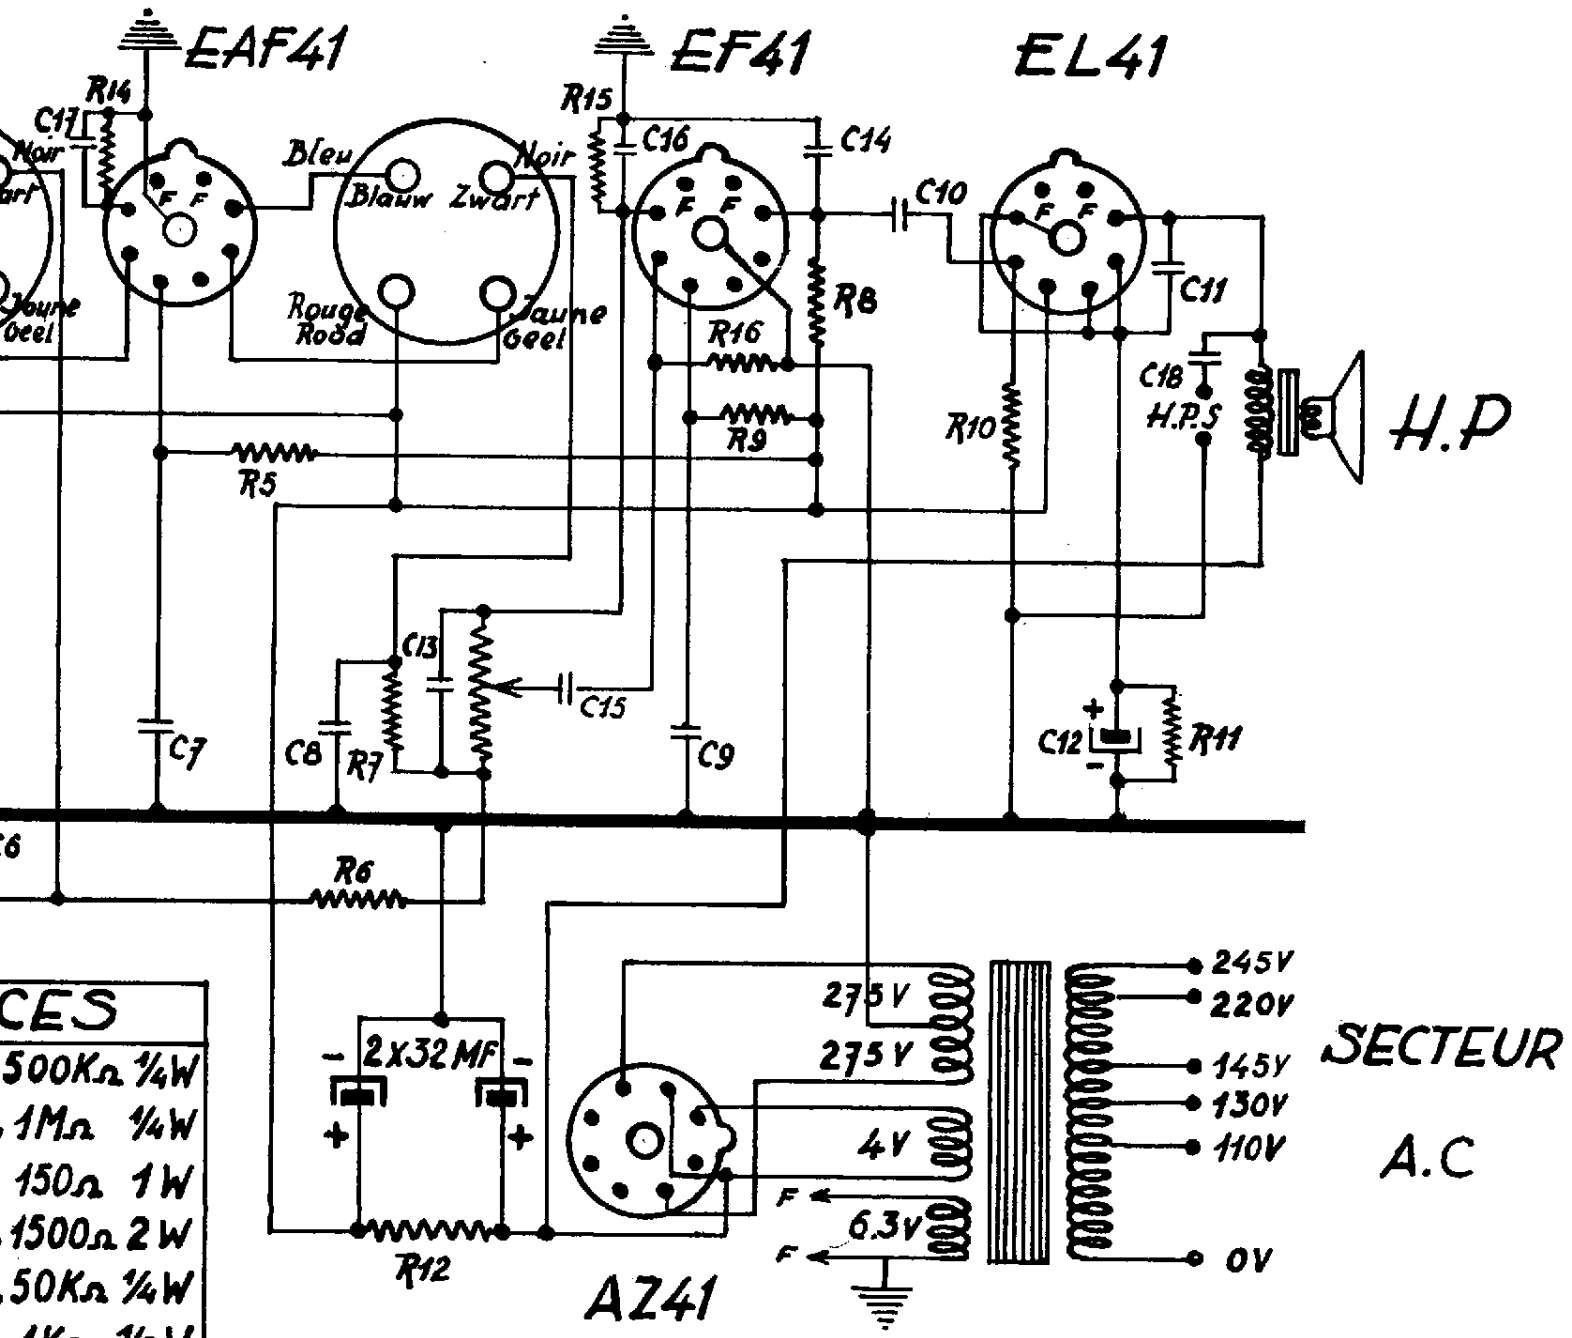 EAF41
EF41
EL41
R14
C17
Noir
Bleu
Blauw
Noir
Zwart
Rouge
Rood
Jaune
Geel
Jaune
Geel
F F
R15
C16
C14
F F
C10
F F
C11
R8
R16
R9
R5
R10
C18
H.P.S
H.P
C13
C15
C7
C8
R7
C9
C12
+
-
R11
R6
CES
500KΩ ¼W
1MΩ ¼W
150Ω 1W
1500Ω 2W
50KΩ ¼W
- 2x32MF -
+ +
R12
AZ41
275V
275V
4V
F
6.3V
F
245V
220V
145V
130V
110V
0V
SECTEUR
A.C